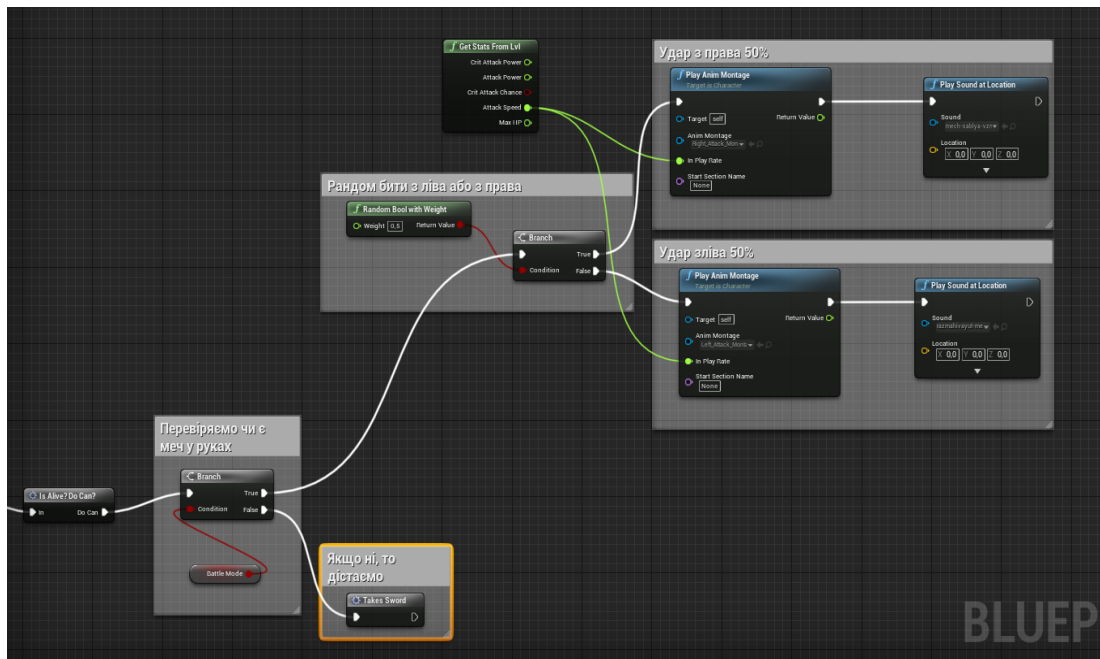 Get Stats From Lvl
Crit Attack Power
Attack Power
Crit Attack Chance
Attack Speed
Max HP
Удар з права 50%
Play Anim Montage
Target is Character
Target self
Return Value
Anim Montage
Right_Attack_Mon
In Play Rate
Start Section Name
None
Play Sound at Location
Sound
Location
X 0,0 Y 0,0 Z 0,0
Рандом бити з ліва або з права
Random Bool with Weight
Weight 0,5 Return Value
Branch
True
Condition False
Удар зліва 50%
Play Anim Montage
Target is Character
Target self
Return Value
Anim Montage
Left_Attack_Mont
In Play Rate
Start Section Name
None
Play Sound at Location
Sound
Location
X 0,0 Y 0,0 Z 0,0
Перевіряємо чи є
меч у руках
Branch
True
Condition False
Battle Mode
Is Alive? Do Can?
In Do Can
Якщо ні, то
дістаємо
Takes Sword
BLUEP